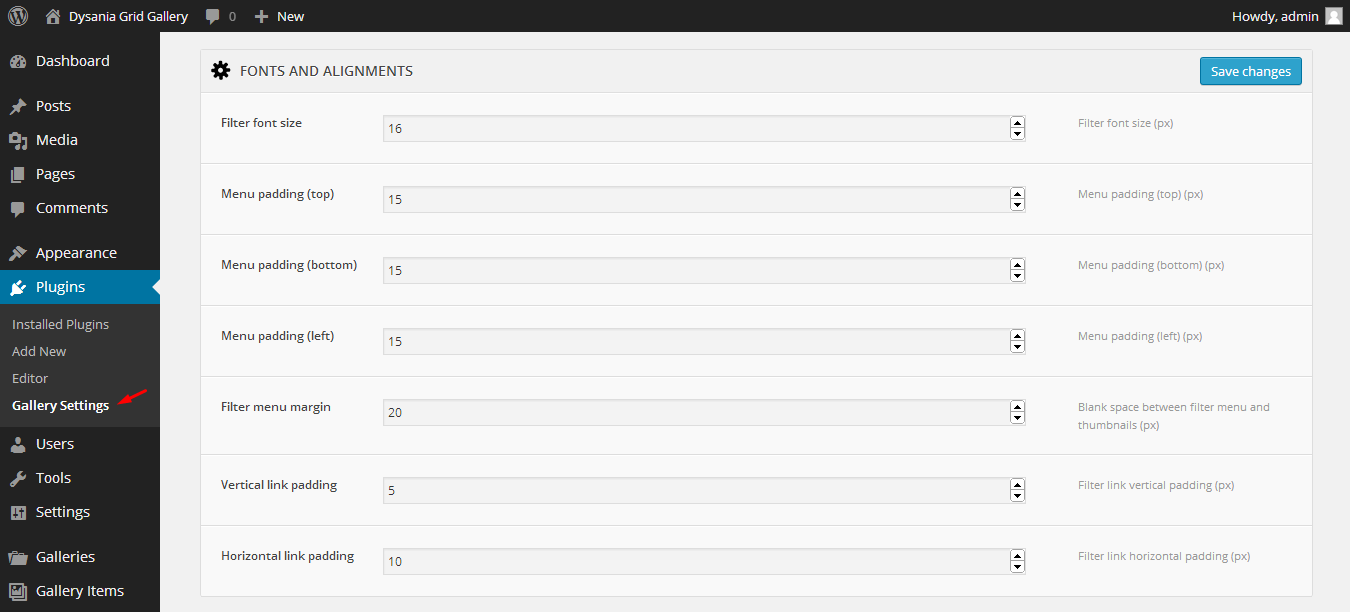 Dysania Grid Gallery 0 New Howdy, admin
Dashboard
Posts
Media
Pages
Comments
Appearance
Plugins
Installed Plugins
Add New
Editor
Gallery Settings
Users
Tools
Settings
Galleries
Gallery Items
FONTS AND ALIGNMENTS Save changes
Filter font size 16 Filter font size (px)
Menu padding (top) 15 Menu padding (top) (px)
Menu padding (bottom) 15 Menu padding (bottom) (px)
Menu padding (left) 15 Menu padding (left) (px)
Filter menu margin 20 Blank space between filter menu and
thumbnails (px)
Vertical link padding 5 Filter link vertical padding (px)
Horizontal link padding 10 Filter link horizontal padding (px)